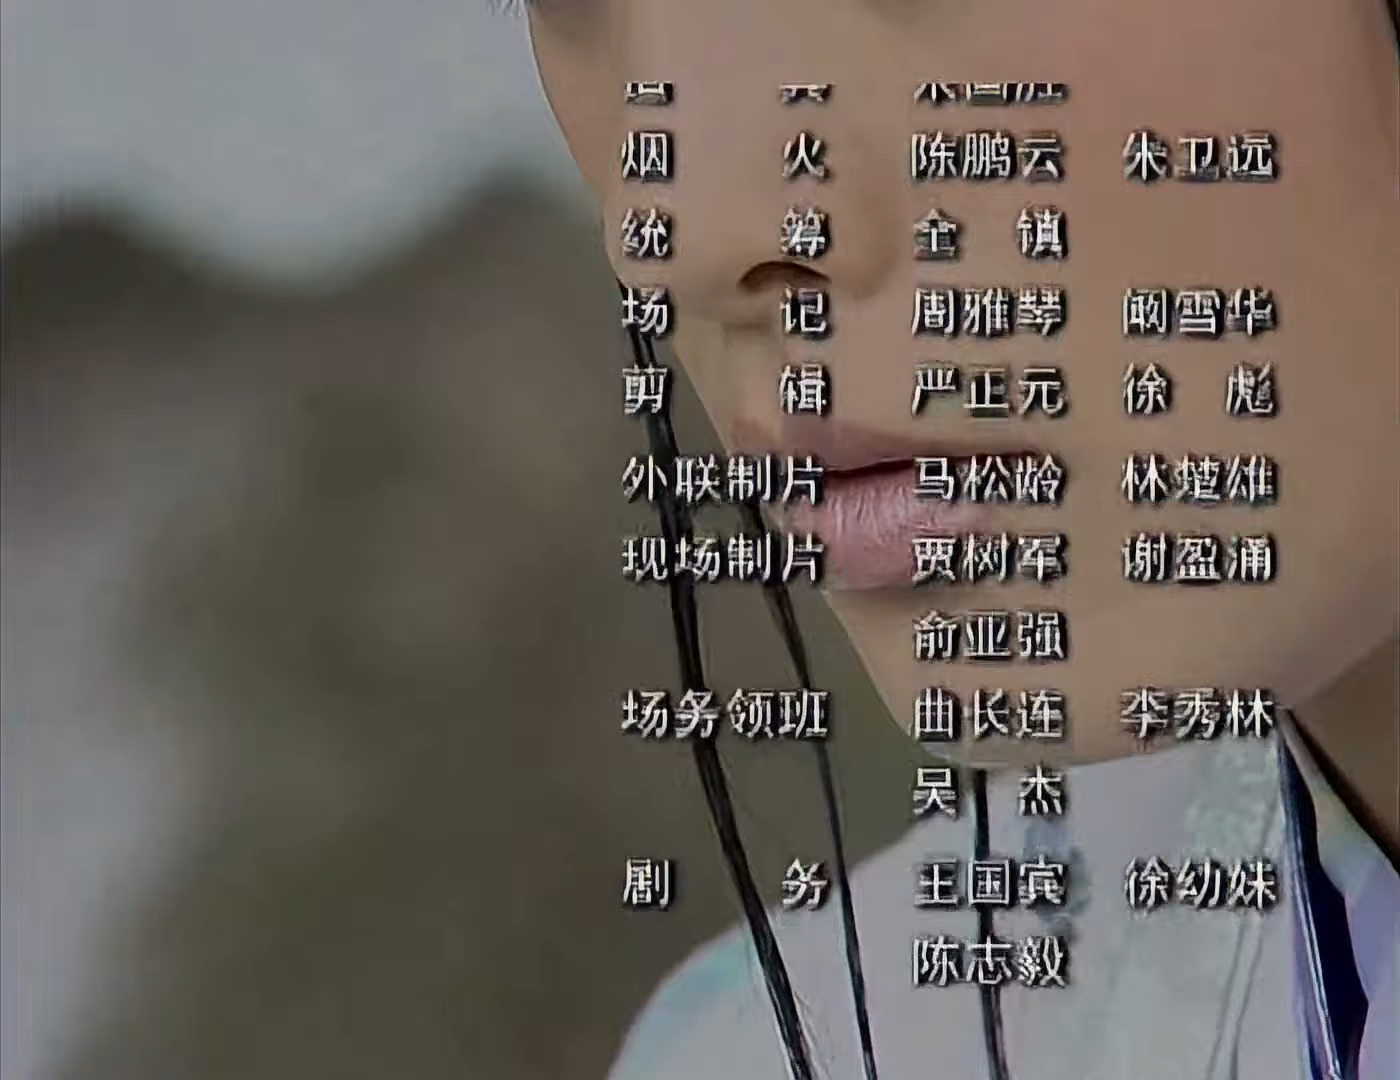 烟火 陈鹏云 朱卫远
统筹 金镇
场记 周雅琴 阚雪华
剪辑 严正元 徐彪
外联制片 马松龄 林楚雄
现场制片 贾树军 谢盈涌
俞亚强
场务领班 曲长连 李秀林
吴杰
剧务 王国宾 徐幼妹
陈志毅